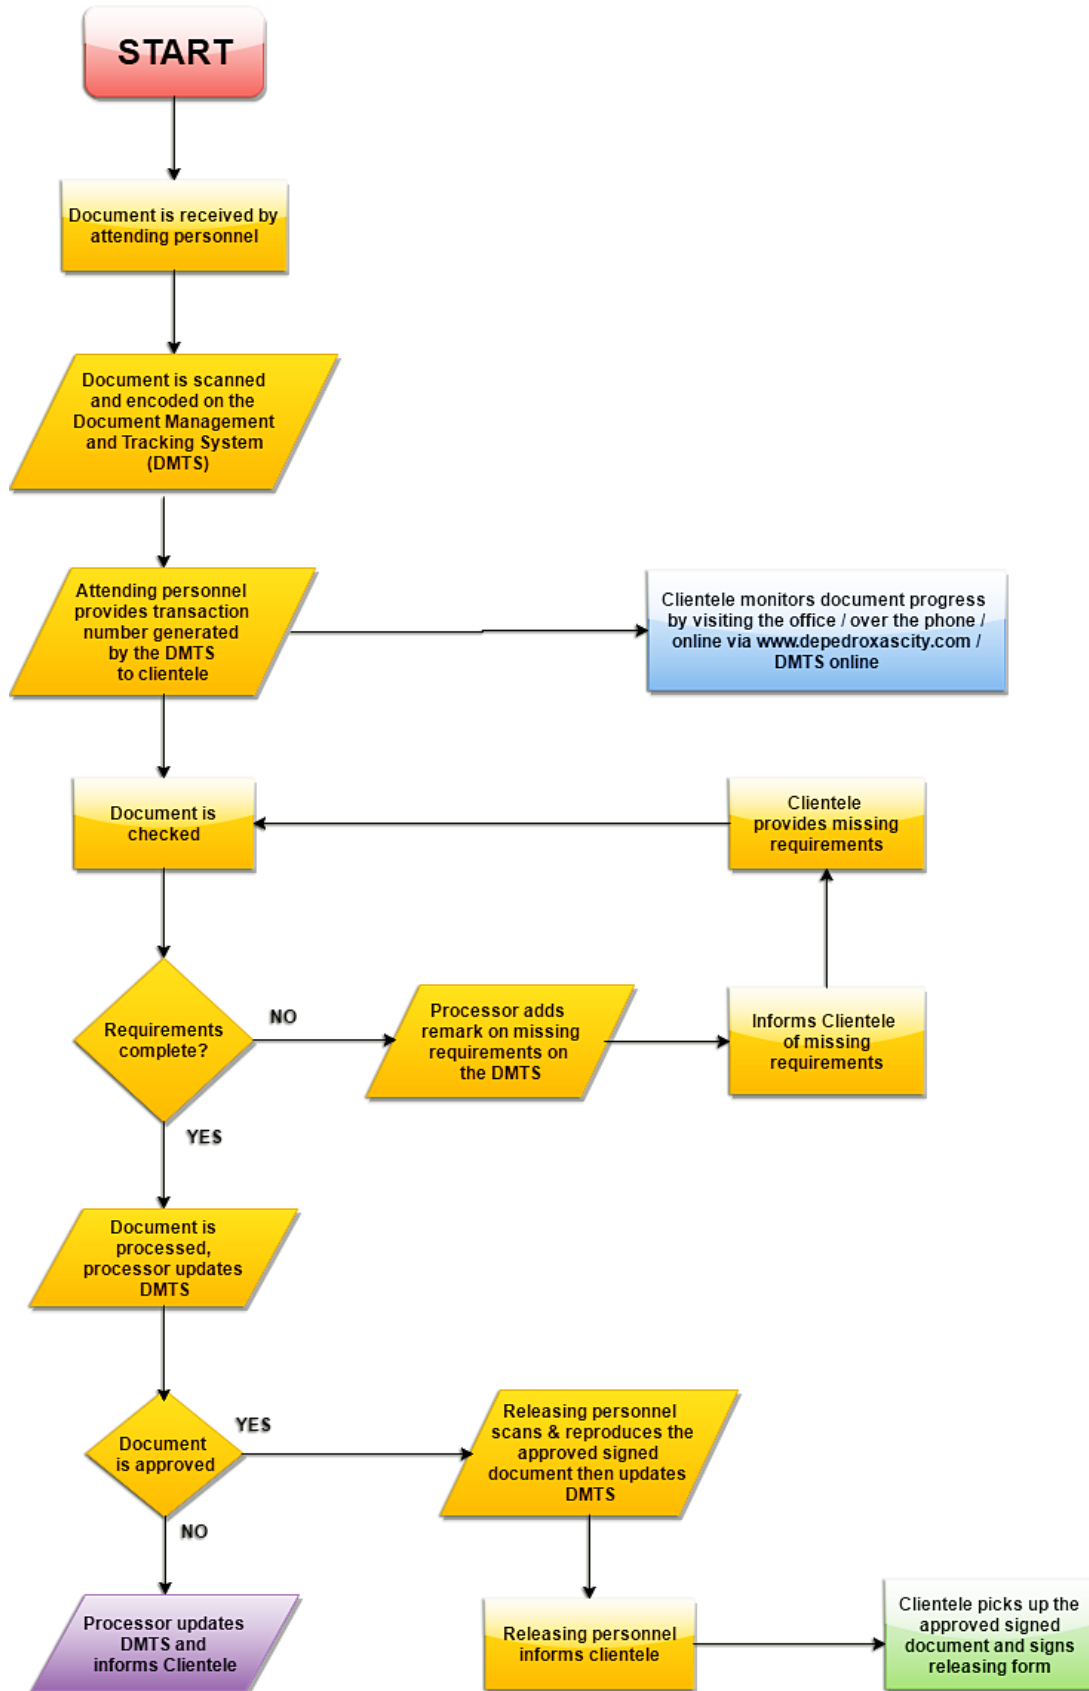 START
Document is received by
attending personnel
Document is scanned
and encoded on the
Document Management
and Tracking System
(DMTS)
Attending personnel
provides transaction
number generated
by the DMTS
to clientele
Clientele monitors document progress
by visiting the office / over the phone /
online via www.depedroxascity.com /
DMTS online
Document is
checked
Clientele
provides missing
requirements
Requirements
complete?
NO
Processor adds
remark on missing
requirements on
the DMTS
Informs Clientele
of missing
requirements
YES
Document is
processed,
processor updates
DMTS
Document
is approved
YES
Releasing personnel
scans & reproduces the
approved signed
document then updates
DMTS
NO
Processor updates
DMTS and
informs Clientele
Releasing personnel
informs clientele
Clientele picks up the
approved signed
document and signs
releasing form